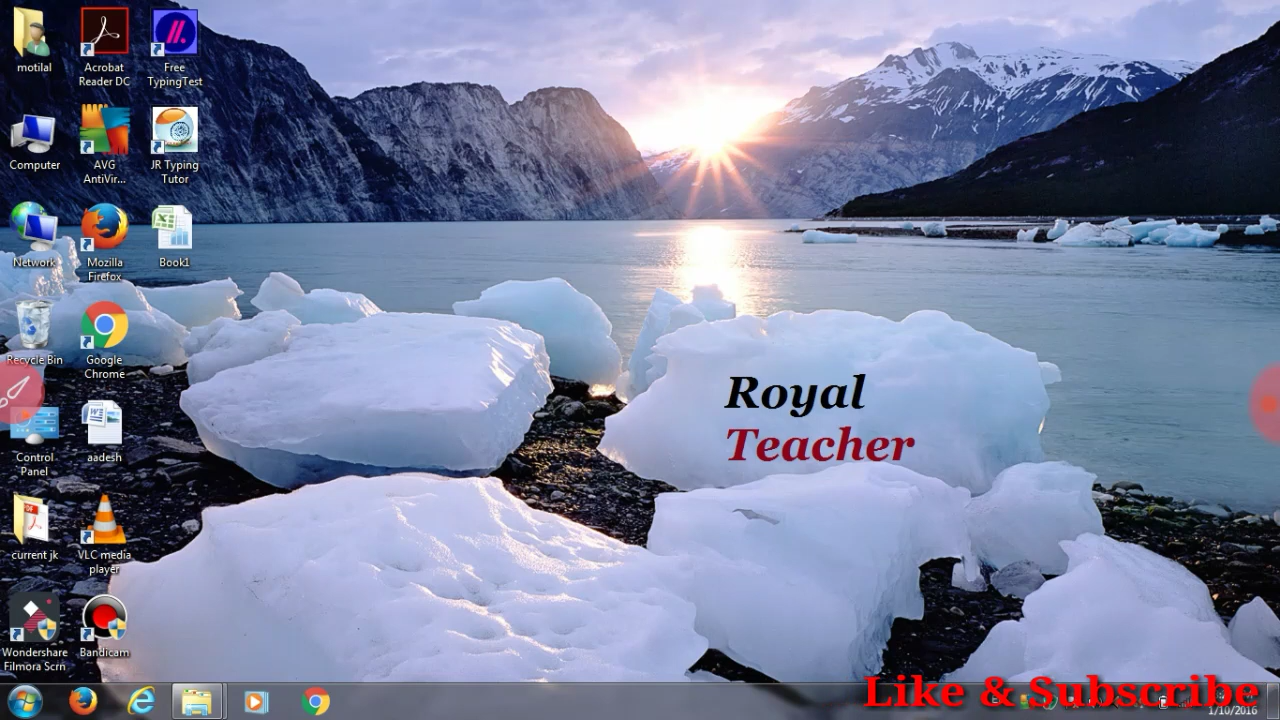 motilal
Acrobat
Reader DC
Free
TypingTest
Computer
AVG
AntiVir...
JR Typing
Tutor
Network
Mozilla
Firefox
Book1
Recycle Bin
Google
Chrome
Control
Panel
aadesh
current jk
VLC media
player
Wondershare
Filmora Scrn
Bandicam
Royal
Teacher
Like & Subscribe
1/10/2016